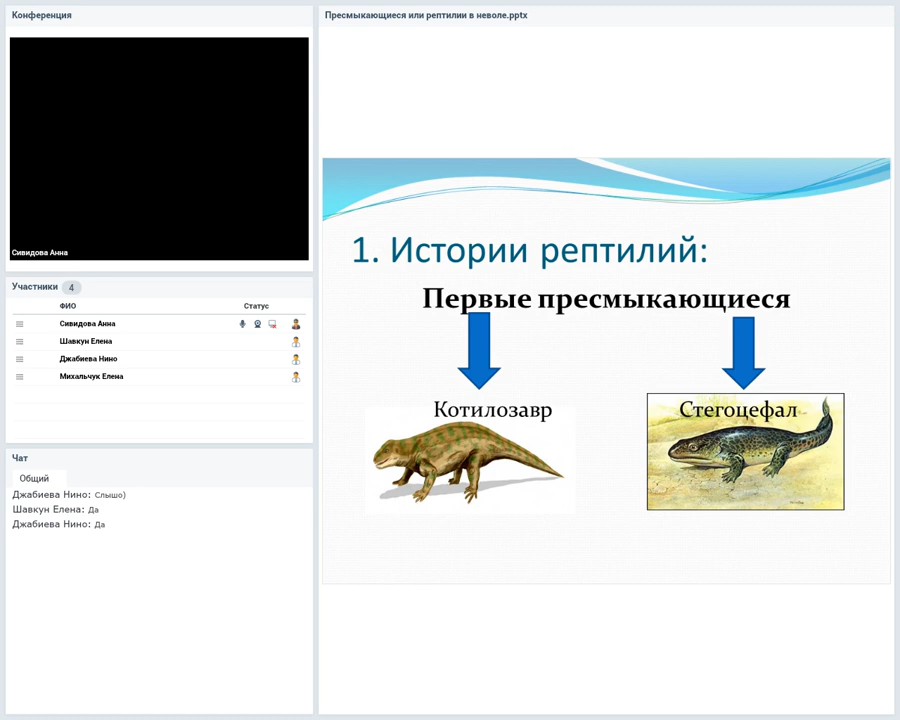 Конференция
Сивидова Анна
Участники 4
ФИО Статус
Сивидова Анна
Шавкун Елена
Джабиева Нино
Михальчук Елена
Чат
Общий
Джабиева Нино: Слышо)
Шавкун Елена: Да
Джабиева Нино: Да
Пресмыкающиеся или рептилии в неволе.pptx
1. Истории рептилий:
Первые пресмыкающиеся
Котилозавр
Стегоцефал